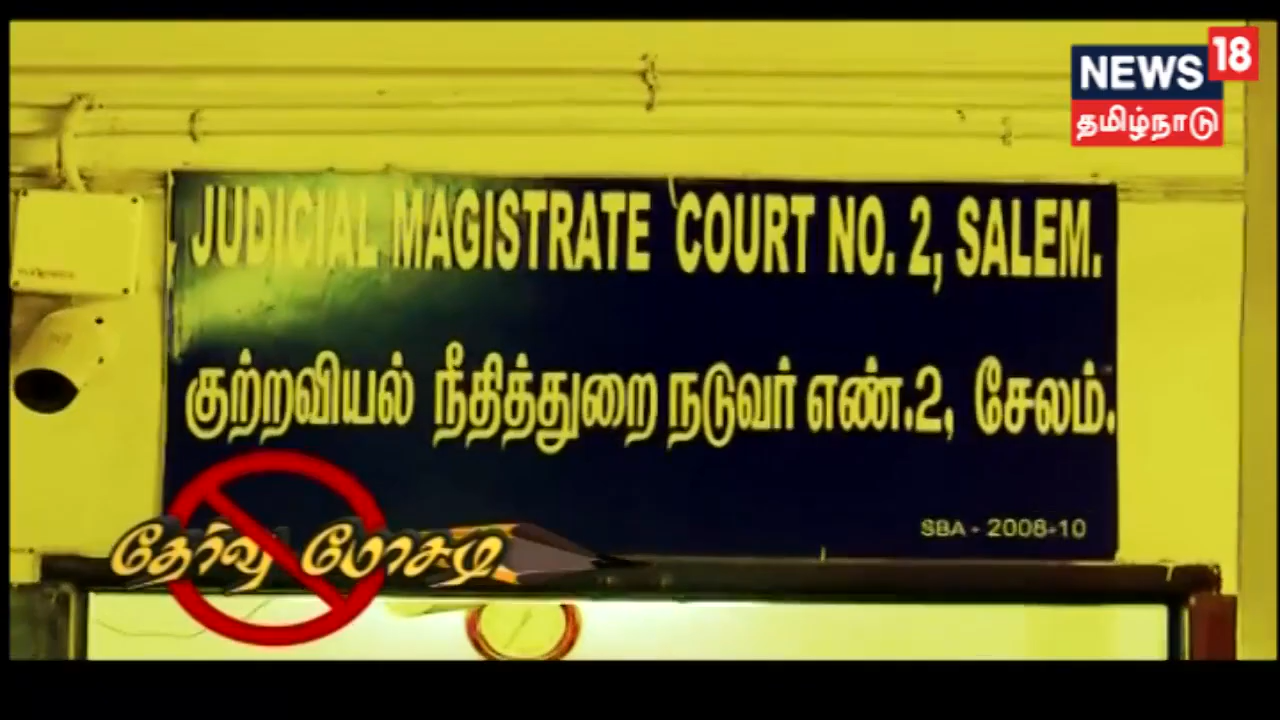 NEWS 18
தமிழ்நாடு
JUDICIAL MAGISTRATE COURT NO. 2, SALEM.
குற்றவியல் நீதித்துறை நடுவர் எண்.2, சேலம்.
SBA - 2008-10
தேர்வு மோசடி